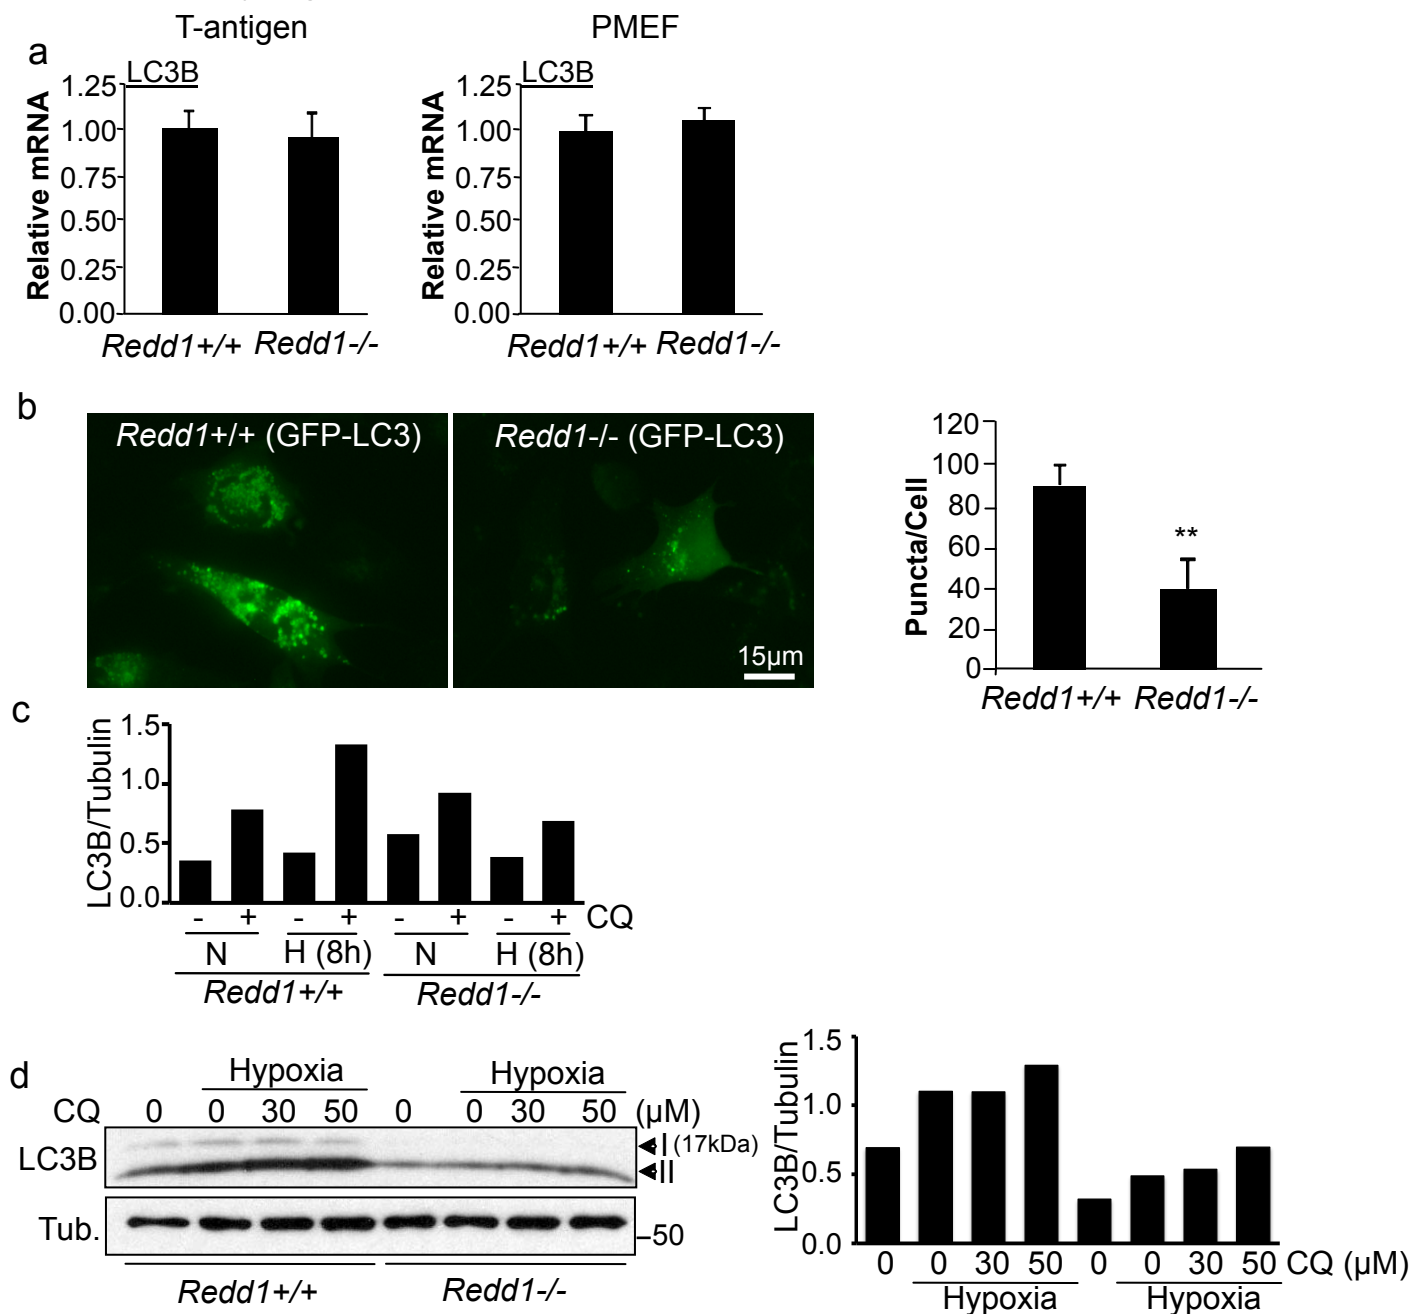 T-antigen PMEF
a
LC3B LC3B
Relative mRNA
1.25
1.00
0.75
0.50
0.25
0.00
Redd1+/+ Redd1-/-
Relative mRNA
1.25
1.00
0.75
0.50
0.25
0.00
Redd1+/+ Redd1-/-
b
Redd1+/+ (GFP-LC3) Redd1-/- (GFP-LC3)
15µm
Puncta/Cell
120
100
80
60
40
20
0
**
Redd1+/+ Redd1-/-
c
LC3B/Tubulin
1.5
1.0
0.5
0.0
- + - + - + - + CQ
N H (8h) N H (8h)
Redd1+/+ Redd1-/-
d
Hypoxia Hypoxia
CQ 0 0 30 50 0 0 30 50 (µM)
LC3B I (17kDa)
II
Tub. 50
Redd1+/+ Redd1-/-
LC3B/Tubulin
1.5
1.0
0.5
0.0
0 0 30 50 0 0 30 50 CQ (µM)
Hypoxia Hypoxia